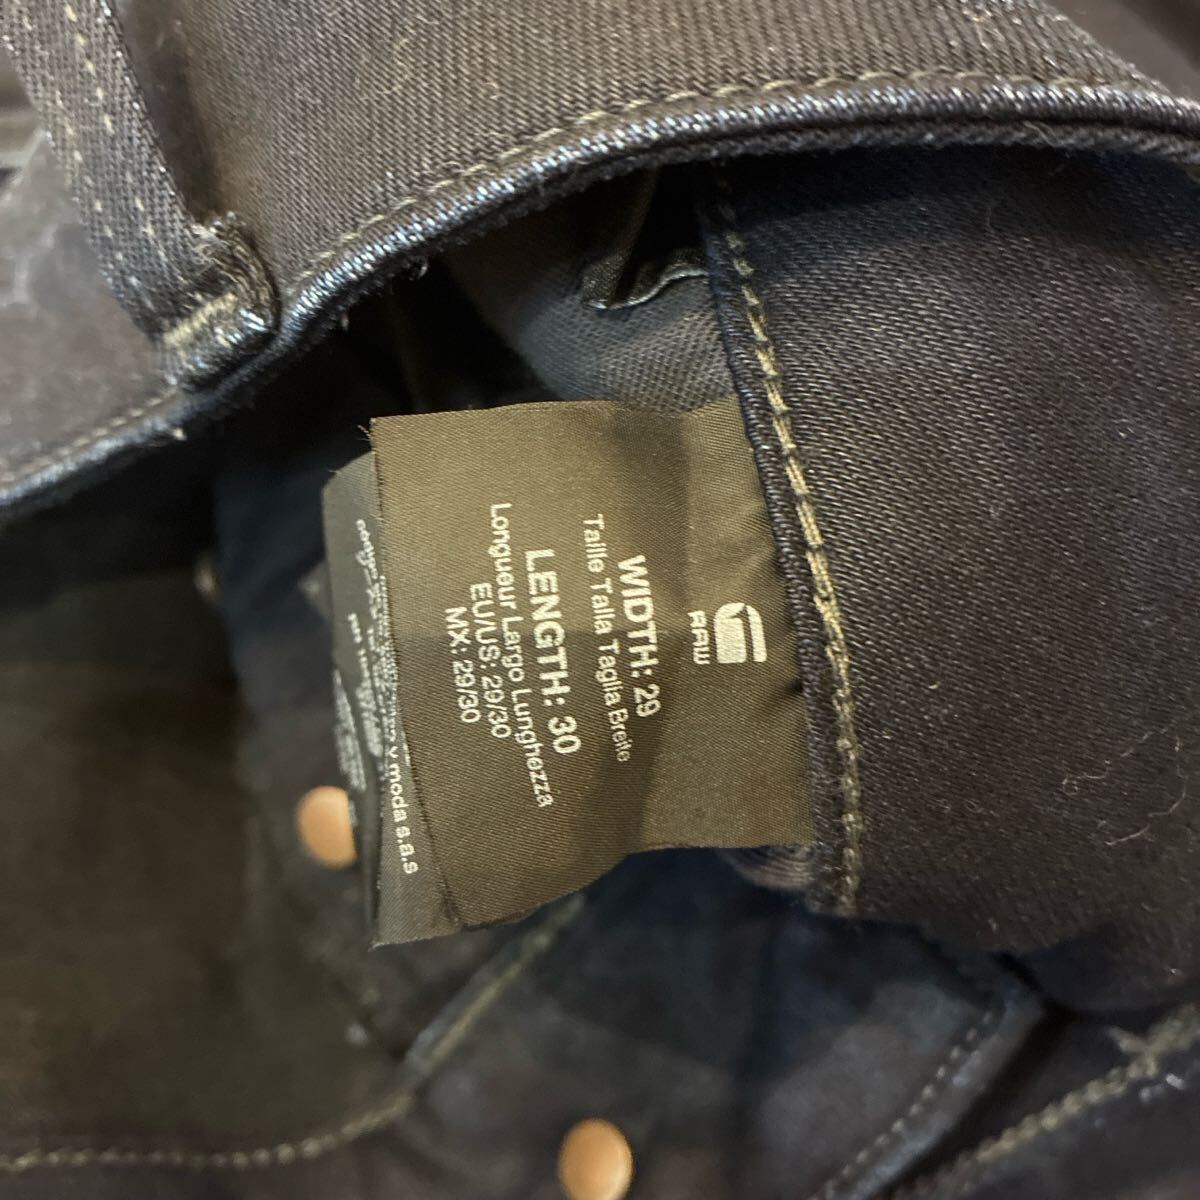 RAW
WIDTH: 29
Taille Talla Taglia Breite
LENGTH: 30
Longueur Largo Lunghezza
EU/US: 29/30
MX: 29/30
y moda s.a.s